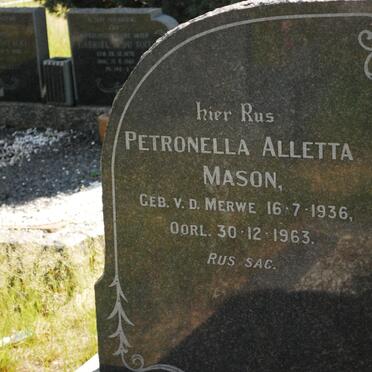 Hier Rus
PETRONELLA ALLETTA
MASON,
GEB. V. D. MERWE 16-7-1936,
OORL. 30-12-1963.
RUS SAG.